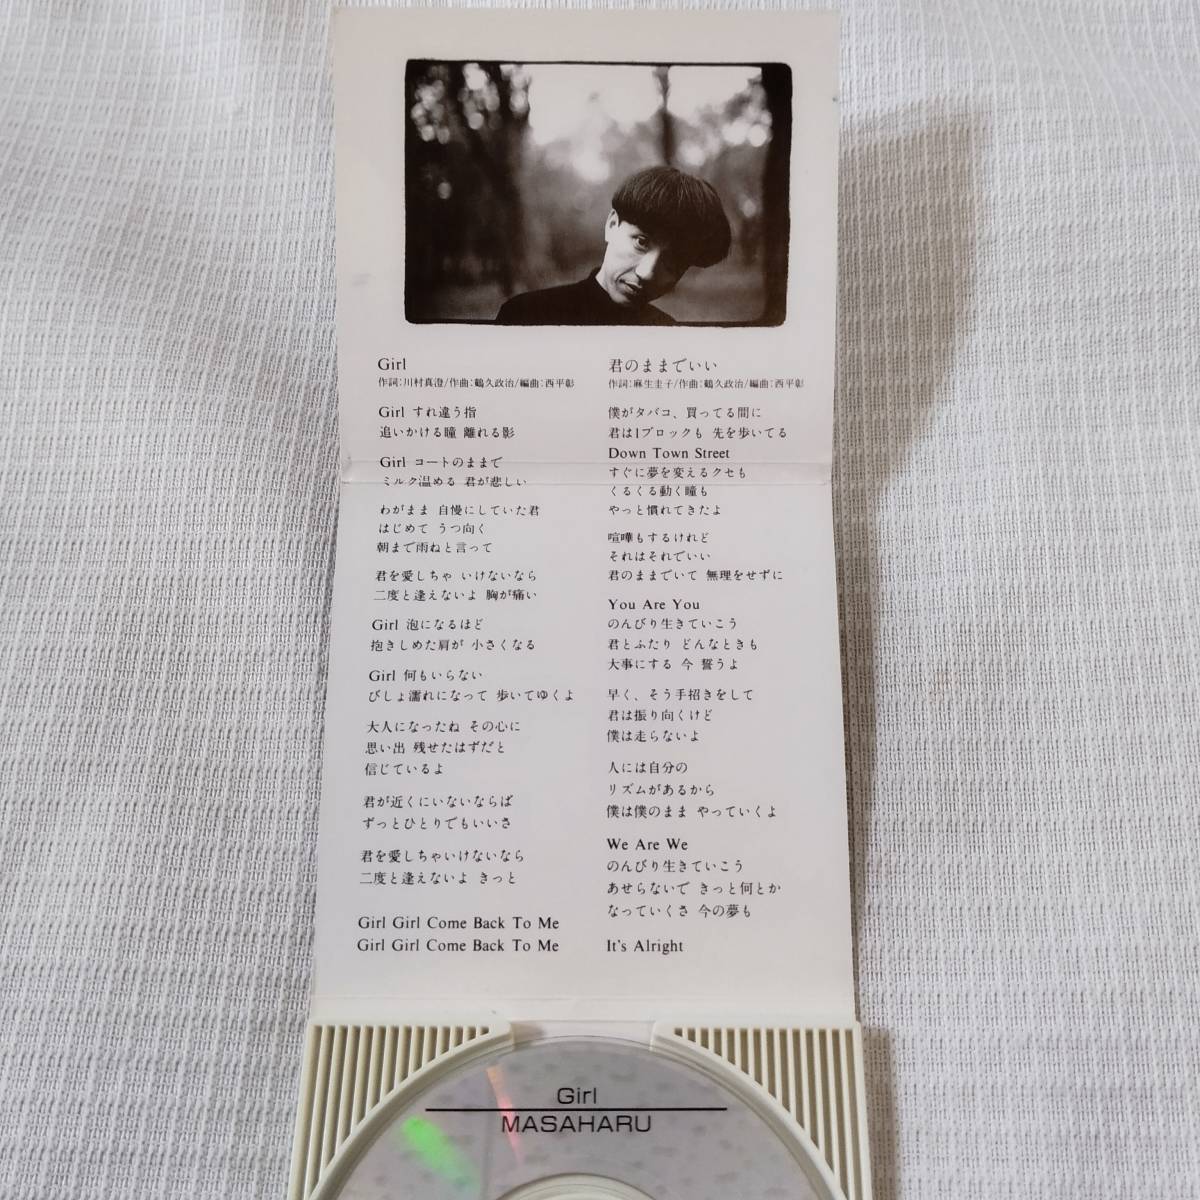 Girl
作詞:川村真澄/作曲:鶴久政治/編曲:西平彰
Girl すれ違う指
追いかける瞳 離れる影
Girl コートのままで
ミルク温める 君が悲しい
わがまま 自慢にしていた君
はじめて うつ向く
朝まで雨ねと言って
君を愛しちゃ いけないなら
二度と逢えないよ 胸が痛い
Girl 泡になるほど
抱きしめた肩が 小さくなる
Girl 何もいらない
びしょ濡れになって 歩いてゆくよ
大人になったね その心に
思い出 残せたはずだと
信じているよ
君が近くにいないならば
ずっとひとりでもいいさ
君を愛しちゃいけないなら
二度と逢えないよ きっと
Girl Girl Come Back To Me
Girl Girl Come Back To Me
君のままでいい
作詞:麻生圭子/作曲:鶴久政治/編曲:西平彰
僕がタバコ、買ってる間に
君は1ブロックも 先を歩いてる
Down Town Street
すぐに夢を変えるクセも
くるくる動く瞳も
やっと慣れてきたよ
喧嘩もするけれど
それはそれでいい
君のままでいて 無理をせずに
You Are You
のんびり生きていこう
君とふたり どんなときも
大事にする 今 誓うよ
早く、そう手招きをして
君は振り向くけど
僕は走らないよ
人には自分の
リズムがあるから
僕は僕のまま やっていくよ
We Are We
のんびり生きていこう
あせらないで きっと何とか
なっていくさ 今の夢も
It's Alright
Girl
MASAHARU